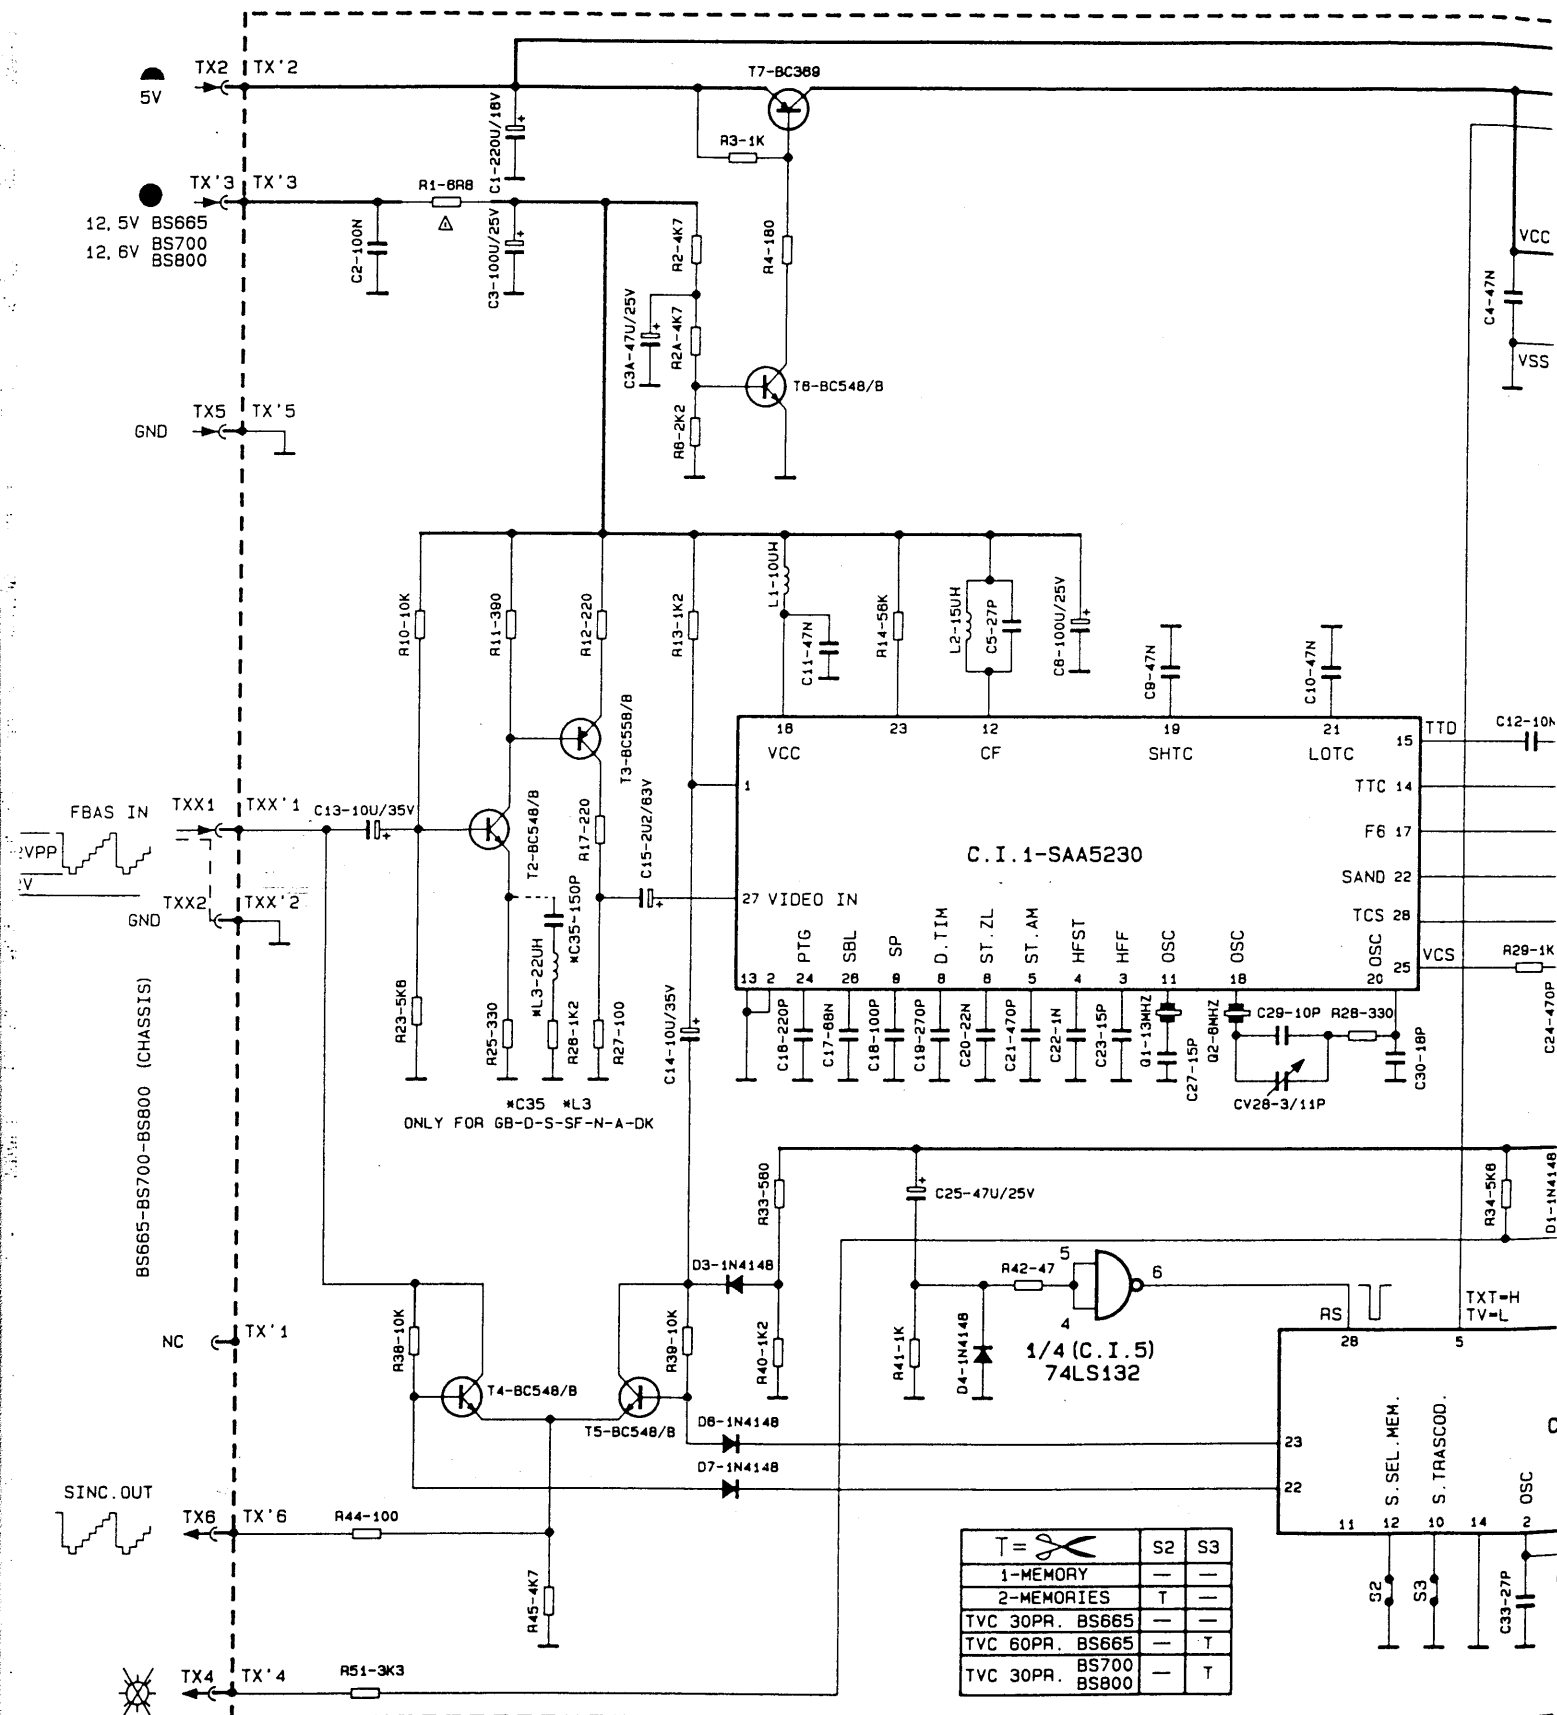 TX2 TX'2
5V
T7-BC369
C1-220U/16V
R3-1K
TX'3 TX'3
R1-6R8
12,5V BS665
12,6V BS700
BS800
C2-100N
C3-100U/25V
R2-4K7
R4-180
VCC
C4-47N
VSS
C3A-47U/25V
R2A-4K7
T6-BC548/B
R6-2K2
TX5 TX'5
GND
R10-10K
R11-390
R12-220
R13-1K2
L1-10UH
C11-47N
R14-56K
L2-15UH
C5-27P
C6-100U/25V
C9-47N
C10-47N
16 23 12 19 21
VCC CF SHTC LOTC
15 TTD
C12-10N
T3-BC558/B
1
TTC 14
FBAS IN
TXX1 TXX'1
C13-10U/35V
T2-BC548/B
R17-220
C15-2U2/63V
F6 17
C.I.1-SAA5230
VPP
V
SAND 22
27 VIDEO IN
TXX2 TXX'2
GND
TCS 28
*C35-150P
*L3-22UH
PTG SBL SP D.TIM ST.ZL ST.AM HFST HFF OSC OSC OSC
25 VCS
R29-1K
13 2 24 26 9 8 6 5 4 3 11 18 20
R23-5K6
R25-330
R26-1K2
R27-100
C14-10U/35V
C16-220P
C17-68N
C18-100P
C19-270P
C20-22N
C21-470P
C22-1N
C23-15P
Q1-13MHZ
C27-15P
Q2-6MHZ
C29-10P R28-330
CV28-3/11P
C30-18P
C24-470P
*C35 *L3
ONLY FOR GB-D-S-SF-N-A-DK
BS665-BS700-BS800 (CHASSIS)
R33-560
C25-47U/25V
R34-5K6
D1-1N4148
D3-1N4148
R42-47
5
6
4
1/4 (C.I.5)
74LS132
NC
TX'1
R38-10K
R39-10K
R40-1K2
R41-1K
D4-1N4148
RS
TXT=H
TV=L
28 5
T4-BC548/B
T5-BC548/B
D6-1N4148
23
D7-1N4148
22
S.SEL.MEM.
S.TRASCOD.
OSC
C
11 12 10 14 2
SINC.OUT
TX6 TX'6
R44-100
R45-4K7
S2
S3
C33-27P
T= S2 S3
1-MEMORY — —
2-MEMORIES T —
TVC 30PR. BS665 — —
TVC 60PR. BS665 — T
TVC 30PR. BS700
BS800 — T
TX4 TX'4
R51-3K3